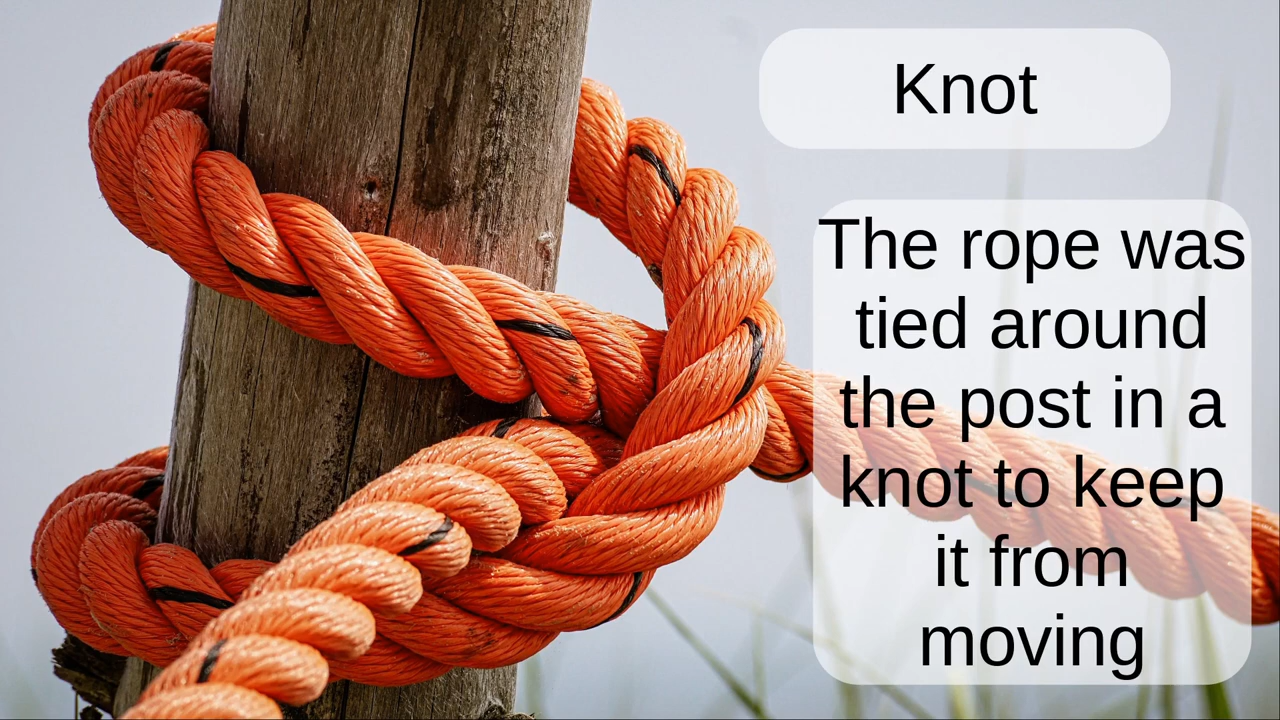 Knot
The rope was
tied around
the post in a
knot to keep
it from
moving